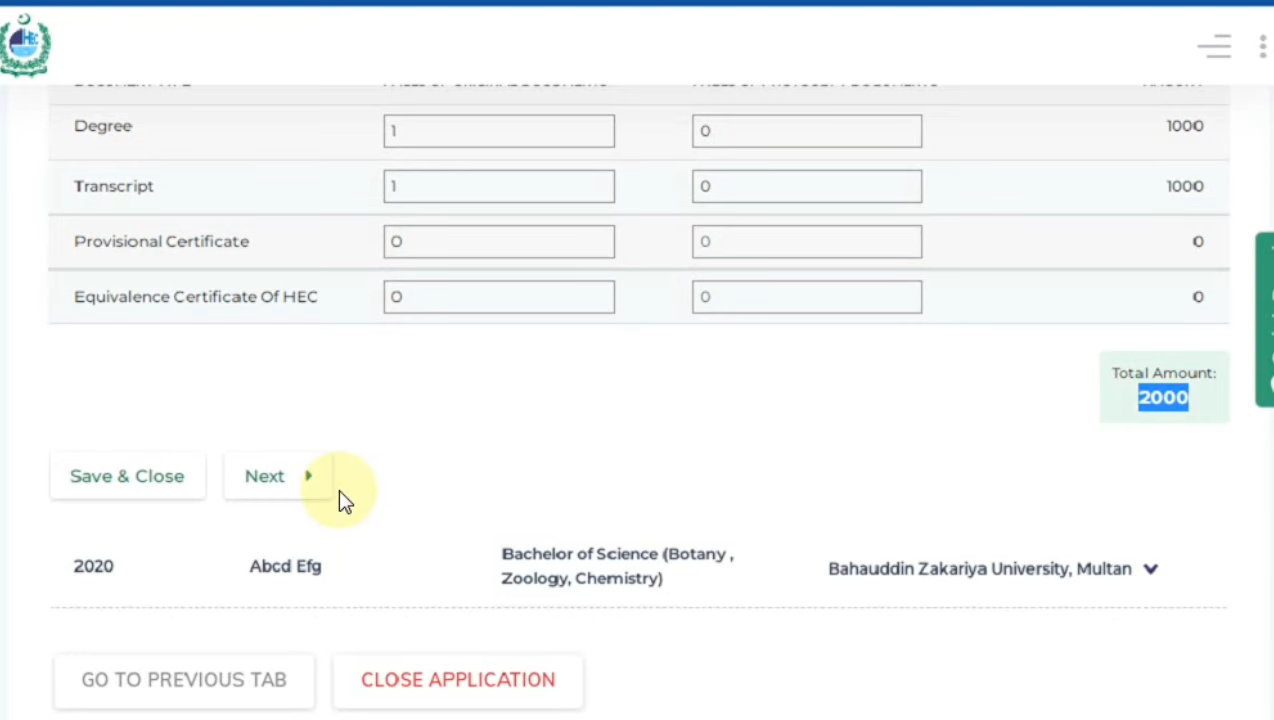 HEC
Degree 1 0 1000
Transcript 1 0 1000
Provisional Certificate 0 0 0
Equivalence Certificate Of HEC 0 0 0
Total Amount:
2000
Save & Close Next
2020 Abcd Efg Bachelor of Science (Botany , Zoology, Chemistry) Bahauddin Zakariya University, Multan
GO TO PREVIOUS TAB CLOSE APPLICATION